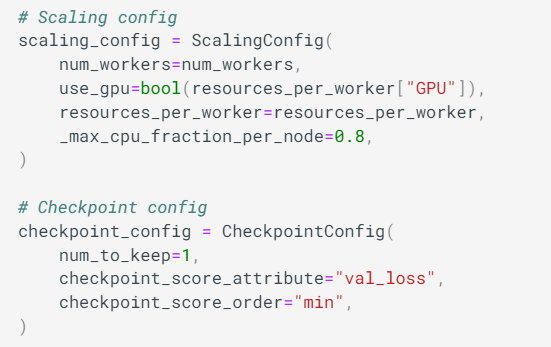 # Scaling config
scaling_config = ScalingConfig(
    num_workers=num_workers,
    use_gpu=bool(resources_per_worker["GPU"]),
    resources_per_worker=resources_per_worker,
    _max_cpu_fraction_per_node=0.8,
)

# Checkpoint config
checkpoint_config = CheckpointConfig(
    num_to_keep=1,
    checkpoint_score_attribute="val_loss",
    checkpoint_score_order="min",
)